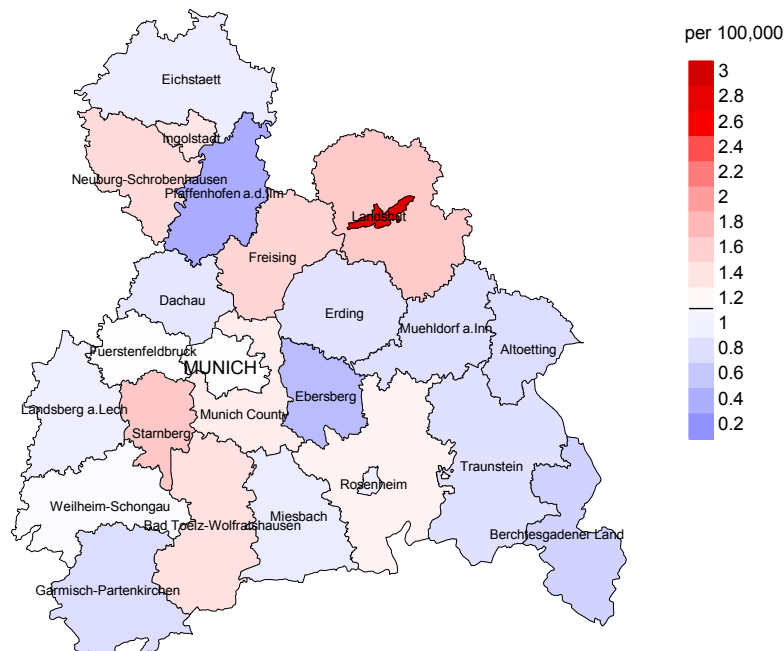 per 100,000
3
2.8
2.6
2.4
2.2
2
1.8
1.6
1.4
1.2
1
0.8
0.6
0.4
0.2
Eichstaett
Ingolstadt
Neuburg-Schrobenhausen
Pfaffenhofen a.d.Ilm
Landshut
Freising
Dachau
Erding
Muehldorf a.Inn
Altoetting
Fuerstenfeldbruck
MUNICH
Ebersberg
Landsberg a.Lech
Munich County
Starnberg
Traunstein
Rosenheim
Weilheim-Schongau
Miesbach
Bad Toelz-Wolfratshausen
Berchtesgadener Land
Garmisch-Partenkirchen